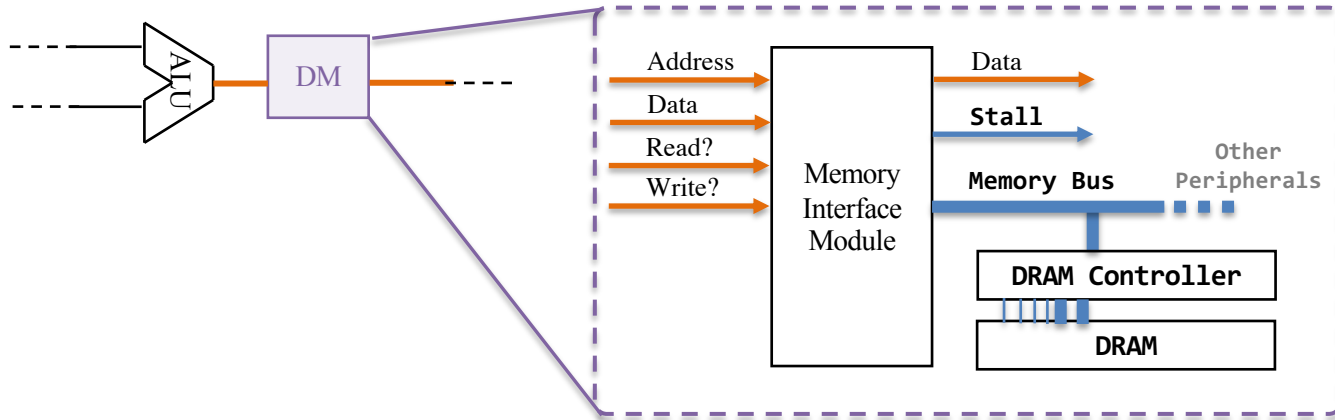 ALU
DM
Address
Data
Read?
Write?
Memory
Interface
Module
Data
Stall
Memory Bus
Other
Peripherals
DRAM Controller
DRAM